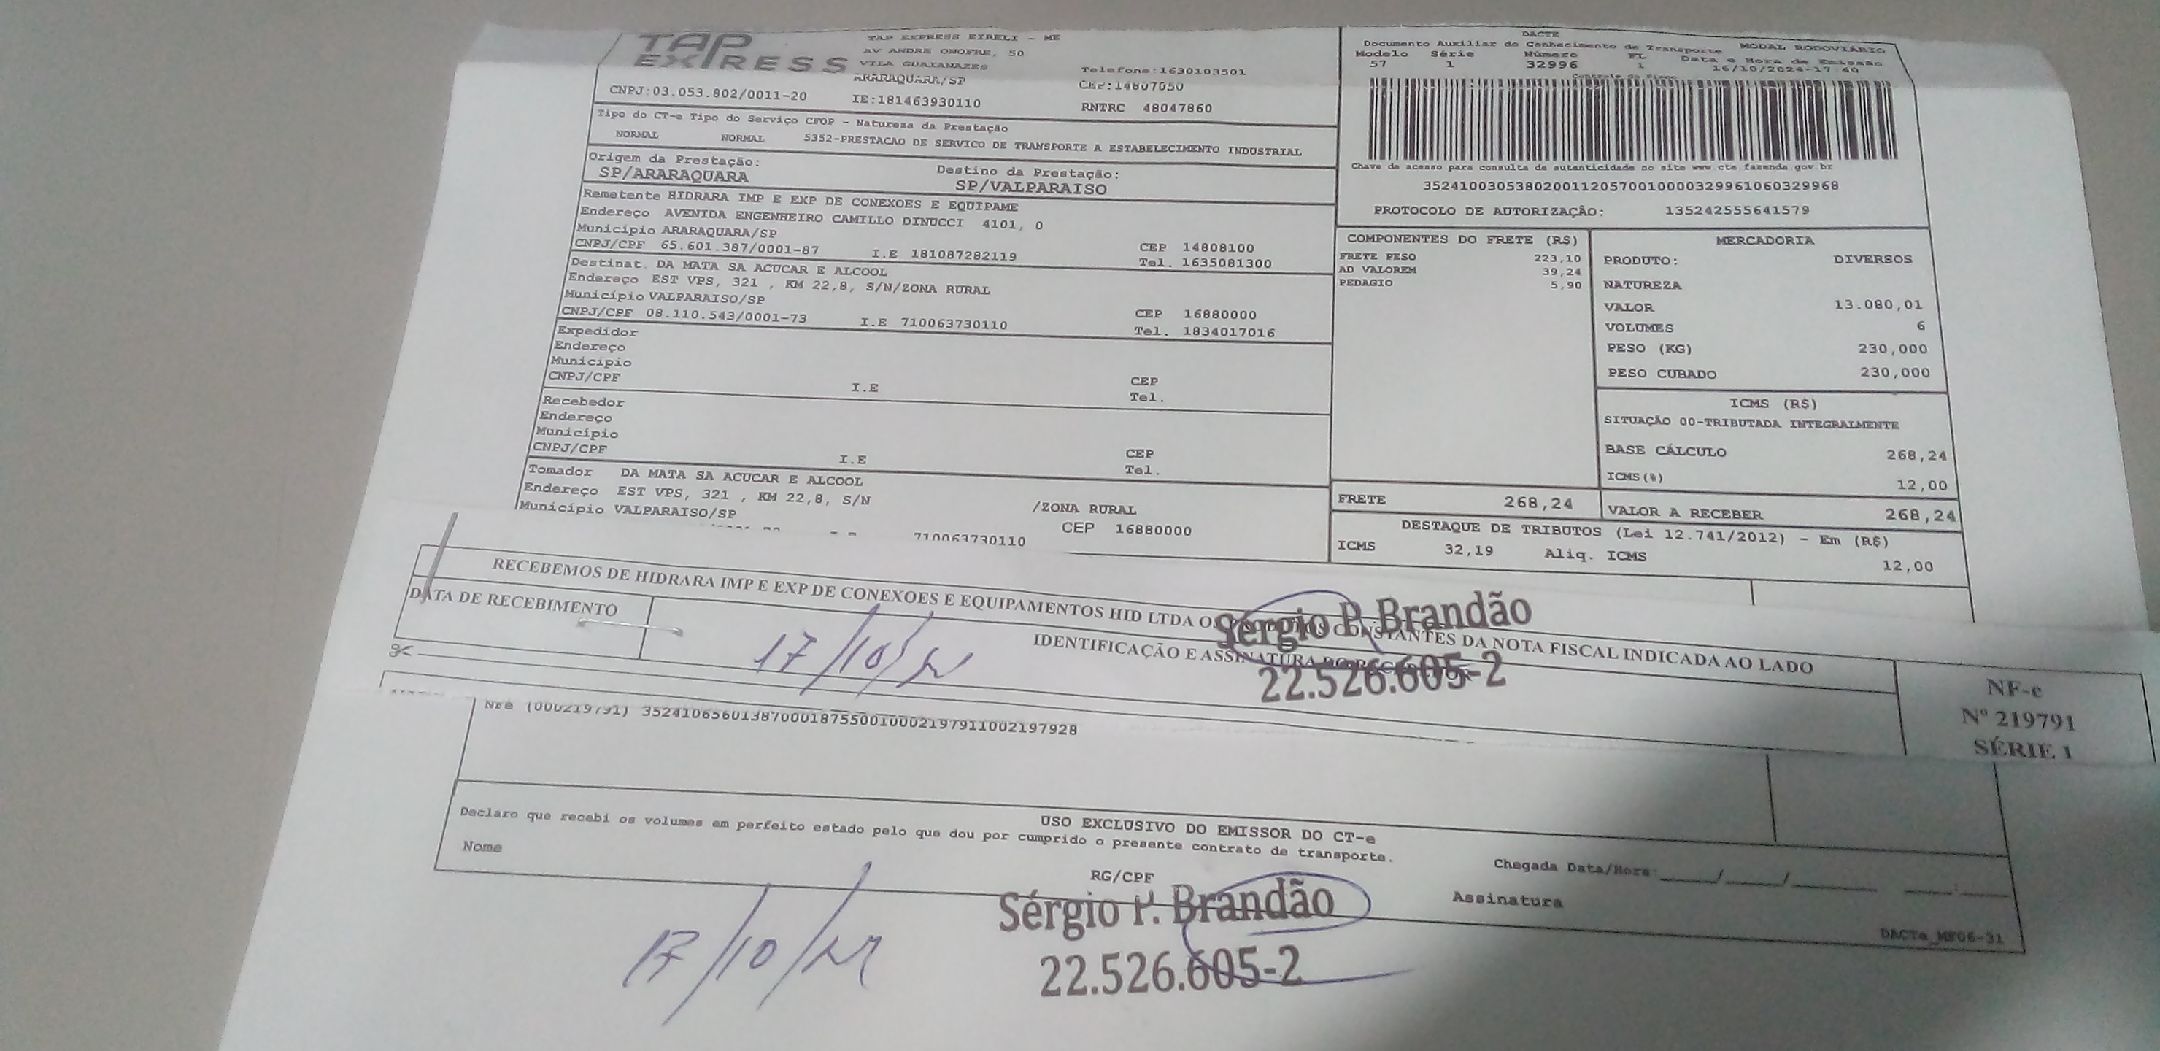 TAP EXPRESS
TAP EXPRESS EIRELI - ME
AV ANDRE ONOFRE, 50
VILA GUAIANAZES
ARARAQUARA/SP
Telefone:1630103501
CEP:14807050
CNPJ:03.053.802/0011-20 IE:181463930110 RNTRC 48047860
DACTE
Documento Auxiliar do Conhecimento de Transporte MODAL RODOVIÁRIO
Modelo Série Número FL Data e Hora de Emissão
57 1 32996 1 16/10/2024-17:40
Controle do Fisco
Chave de acesso para consulta de autenticidade no site www cte fazenda gov br
35241003053802001120570010000329961060329968
PROTOCOLO DE AUTORIZAÇÃO: 135242555641579
Tipo do CT-e Tipo do Serviço CFOP - Natureza da Prestação
NORMAL NORMAL 5352-PRESTACAO DE SERVICO DE TRANSPORTE A ESTABELECIMENTO INDUSTRIAL
Origem da Prestação: Destino da Prestação:
SP/ARARAQUARA SP/VALPARAISO
Remetente HIDRARA IMP E EXP DE CONEXOES E EQUIPAME
Endereço AVENIDA ENGENHEIRO CAMILLO DINUCCI 4101, 0
Município ARARAQUARA/SP CEP 14808100
CNPJ/CPF 65.601.387/0001-87 I.E 181087282119 Tel. 1635081300
Destinat. DA MATA SA ACUCAR E ALCOOL
Endereço EST VPS, 321 , KM 22,8, S/N/ZONA RURAL
Município VALPARAISO/SP CEP 16880000
CNPJ/CPF 08.110.543/0001-73 I.E 710063730110 Tel. 1834017016
Expedidor
Endereço
Município CEP
CNPJ/CPF I.E Tel.
Recebedor
Endereço
Município CEP
CNPJ/CPF I.E Tel.
Tomador DA MATA SA ACUCAR E ALCOOL
Endereço EST VPS, 321 , KM 22,8, S/N /ZONA RURAL
Município VALPARAISO/SP CEP 16880000
710063730110
COMPONENTES DO FRETE (R$)
FRETE PESO 223,10
AD VALOREM 39,24
PEDAGIO 5,90
FRETE 268,24
MERCADORIA
PRODUTO: DIVERSOS
NATUREZA
VALOR 13.080,01
VOLUMES 6
PESO (KG) 230,000
PESO CUBADO 230,000
ICMS (R$)
SITUAÇÃO 00-TRIBUTADA INTEGRALMENTE
BASE CÁLCULO 268,24
ICMS(%) 12,00
VALOR A RECEBER 268,24
DESTAQUE DE TRIBUTOS (Lei 12.741/2012) - Em (R$)
ICMS 32,19 Aliq. ICMS 12,00
RECEBEMOS DE HIDRARA IMP E EXP DE CONEXOES E EQUIPAMENTOS HID LTDA OS CONSTANTES DA NOTA FISCAL INDICADA AO LADO
DATA DE RECEBIMENTO
IDENTIFICAÇÃO E ASSINATURA
17/10/24
Sérgio P. Brandão
22.526.605-2
NF-e
Nº 219791
SÉRIE 1
NFe (000219791) 35241065601387000187550010002197911002197928
USO EXCLUSIVO DO EMISSOR DO CT-e
Declaro que recebi os volumes em perfeito estado pelo que dou por cumprido o presente contrato de transporte.
Nome RG/CPF Chegada Data/Hora: ____/____/____ ____:____
Assinatura
17/10/24
Sérgio P. Brandão
22.526.605-2
DACTe_MF06-31